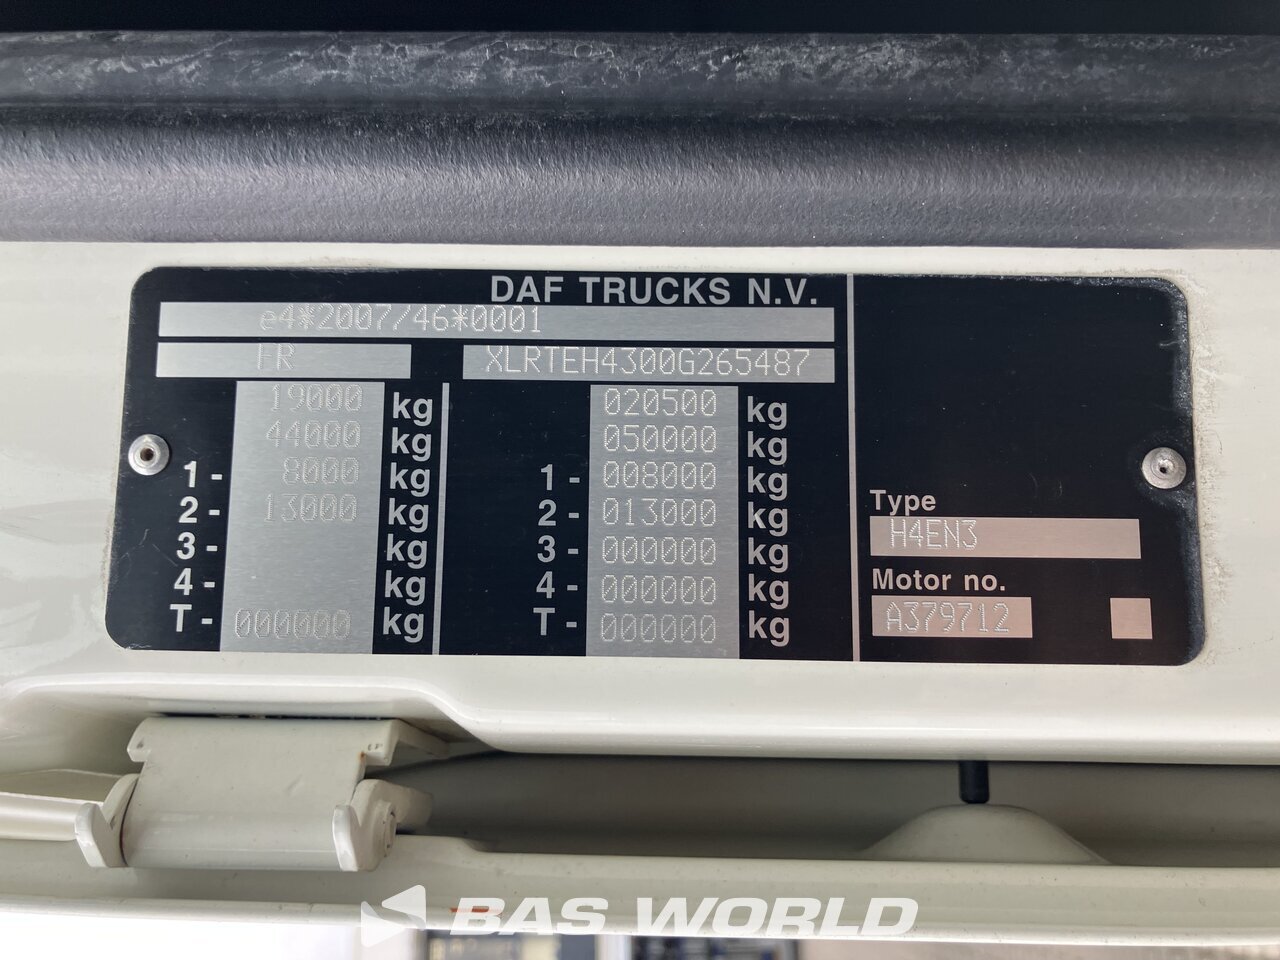 DAF TRUCKS N.V.
e4*2007/46*0001
FR XLRTEH4300G265487
19000 kg 020500 kg
44000 kg 050000 kg
1- 8000 kg 1- 008000 kg
2- 13000 kg 2- 013000 kg
3- kg 3- 000000 kg
4- kg 4- 000000 kg
T- 000000 kg T- 000000 kg
Type
H4EN3
Motor no.
A379712
BAS WORLD